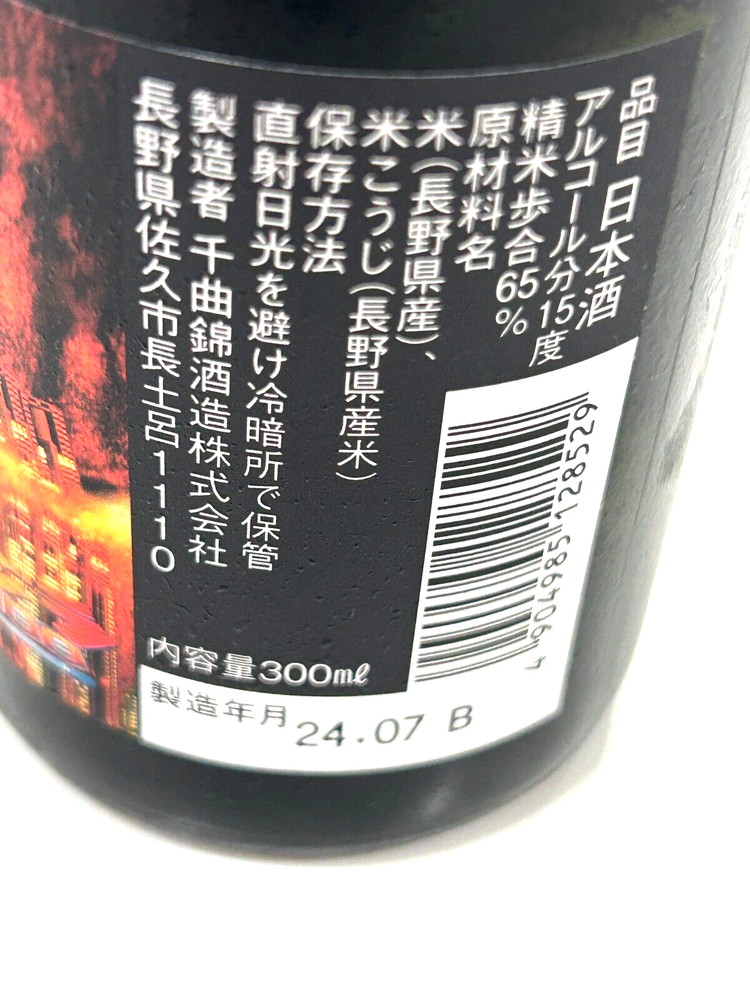 品目 日本酒
アルコール分15度
精米歩合65%
原材料名
米(長野県産)、
米こうじ(長野県産米)
保存方法
直射日光を避け冷暗所で保管
製造者 千曲錦酒造株式会社
長野県佐久市長土呂1110
内容量300mℓ
4904985128529
製造年月 24.07 B